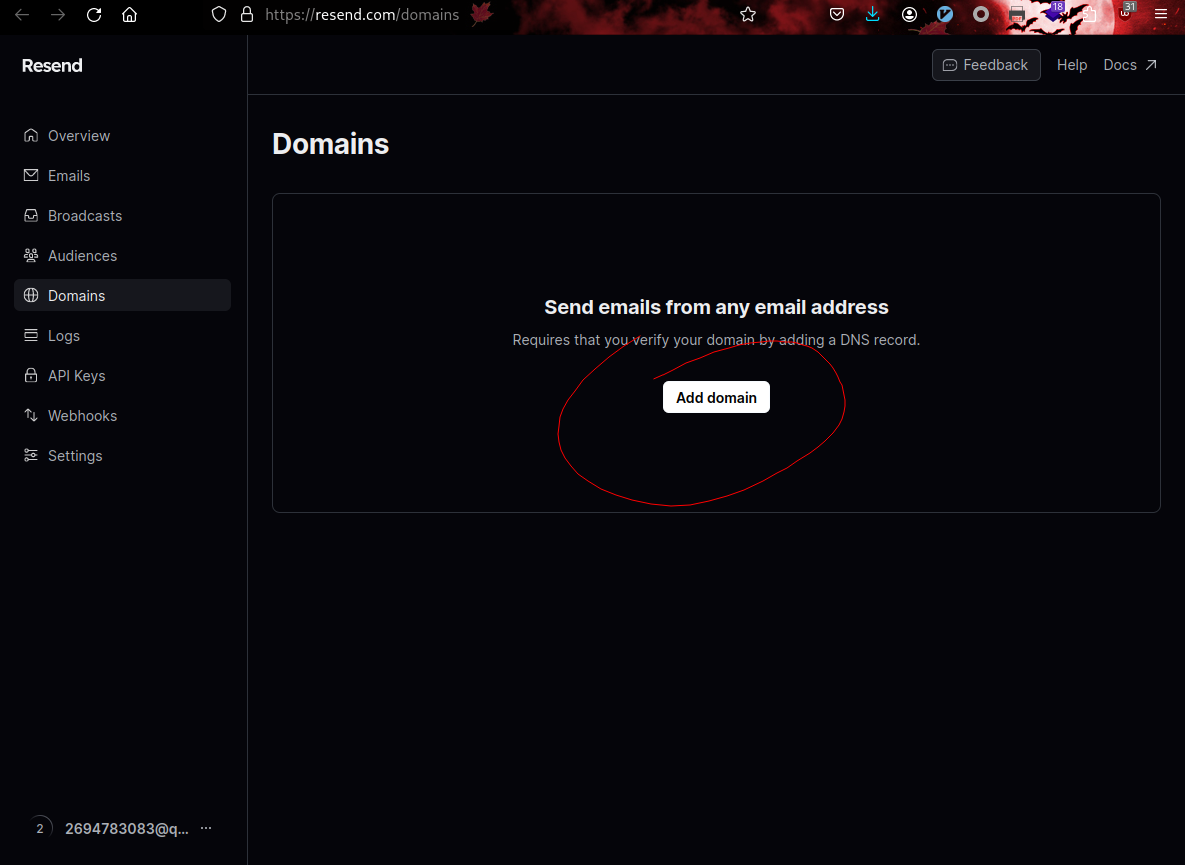 https://resend.com/domains
18
31
Resend
Feedback Help Docs
Overview
Domains
Emails
Broadcasts
Audiences
Domains
Logs
API Keys
Webhooks
Settings
Send emails from any email address
Requires that you verify your domain by adding a DNS record.
Add domain
2 2694783083@q... ...